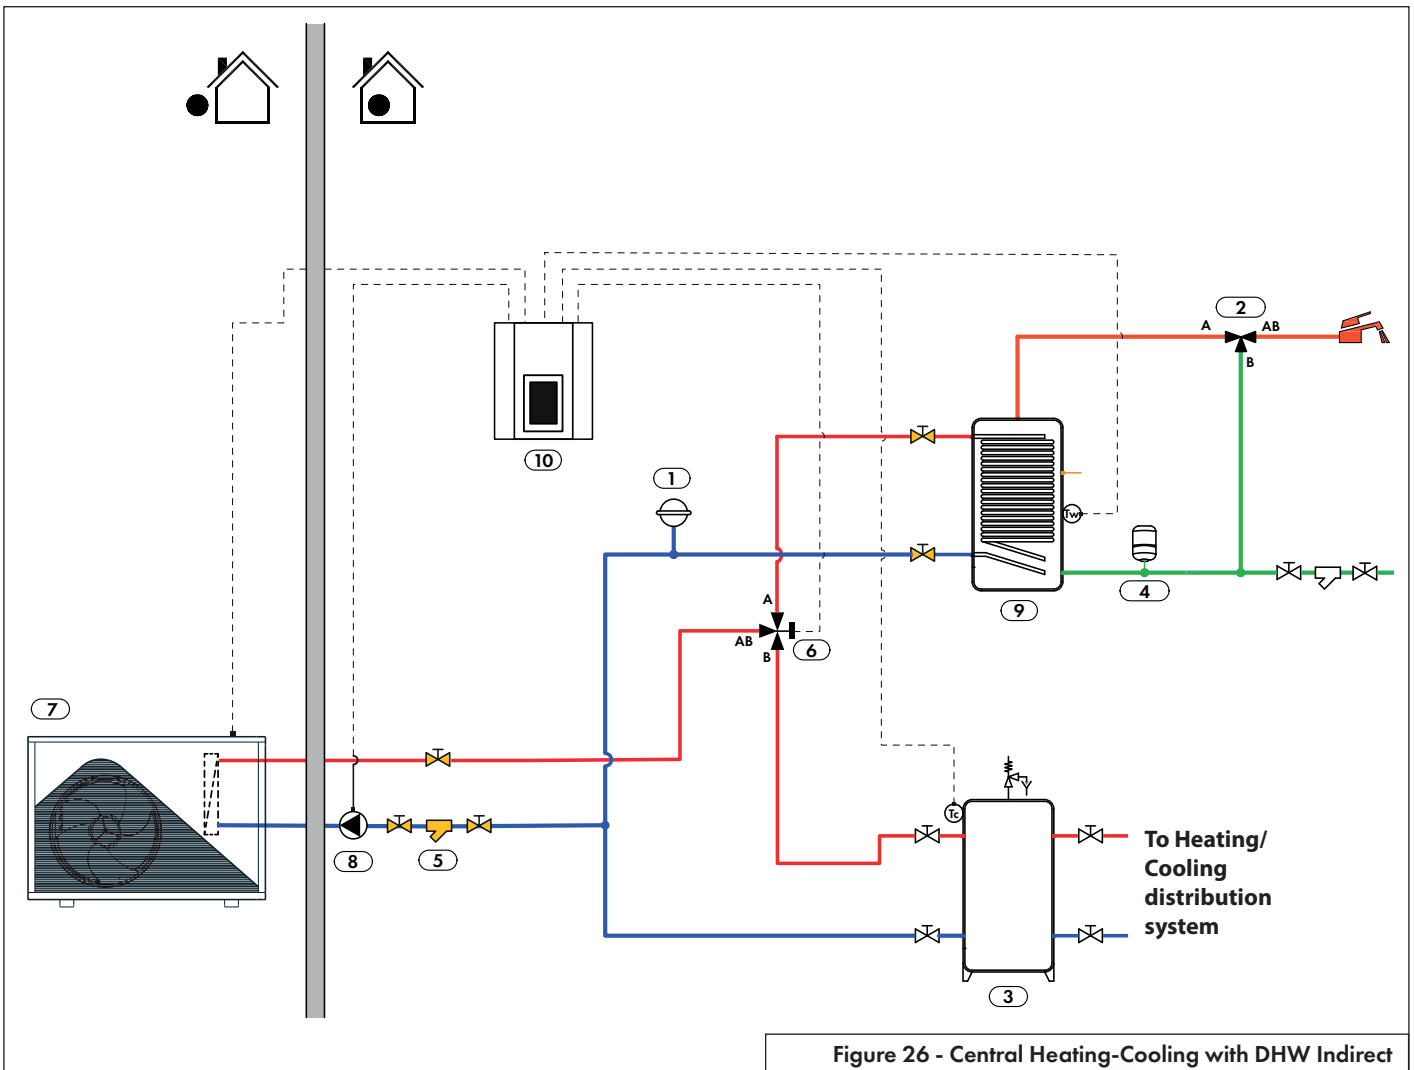 2
A
AB
B
10
1
Tw
4
9
A
AB
6
B
7
Tc
8
5
To Heating/
Cooling
distribution
system
3
Figure 26 - Central Heating-Cooling with DHW Indirect